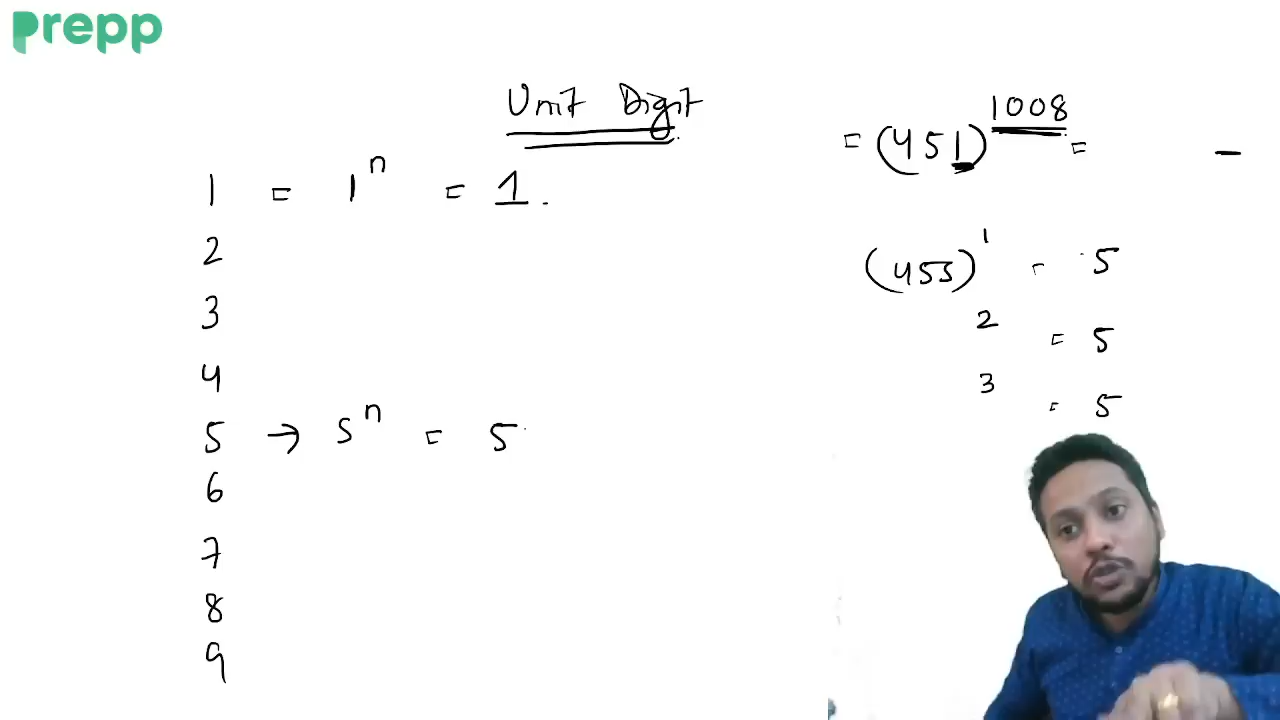 Prepp
Unit Digit
1 = 1^n = 1.
2
3
4
5 → 5^n = 5
6
7
8
9
= (451)^1008 = -
(455)^1 = 5
2 = 5
3 = 5